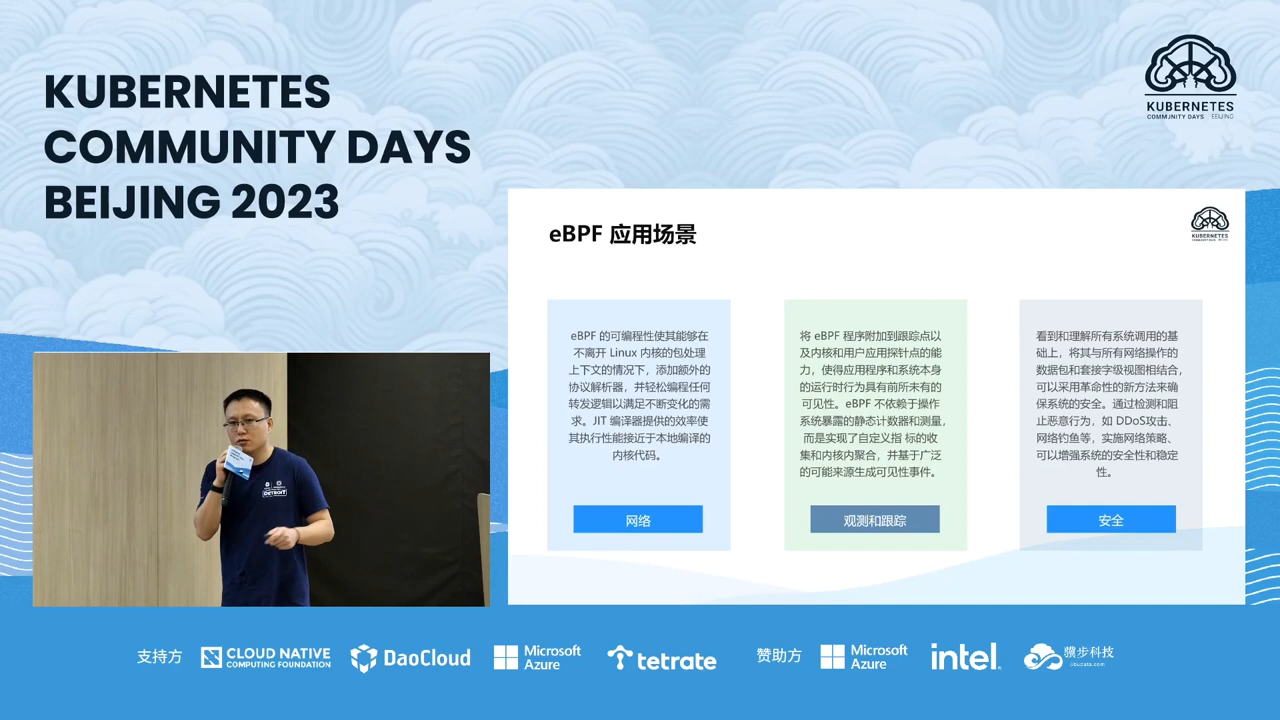 KUBERNETES
COMMUNITY DAYS
BEIJING 2023
KUBERNETES
COMMUNITY DAYS BEIJING
eBPF 应用场景
KUBERNETES
eBPF 的可编程性使其能够在
不离开 Linux 内核的包处理
上下文的情况下，添加额外的
协议解析器，并轻松编程任何
转发逻辑以满足不断变化的需
求。JIT 编译器提供的效率使
其执行性能接近于本地编译的
内核代码。
网络
将 eBPF 程序附加到跟踪点以
及内核和用户应用探针点的能
力，使得应用程序和系统本身
的运行时行为具有前所未有的
可见性。eBPF 不依赖于操作
系统暴露的静态计数器和测量，
而是实现了自定义指 标的收
集和内核内聚合，并基于广泛
的可能来源生成可见性事件。
观测和跟踪
看到和理解所有系统调用的基
础上，将其与所有网络操作的
数据包和套接字级视图相结合，
可以采用革命性的新方法来确
保系统的安全。通过检测和阻
止恶意行为，如 DDoS攻击、
网络钓鱼等，实施网络策略、
可以增强系统的安全性和稳定
性。
安全
DETROIT
支持方
CLOUD NATIVE
COMPUTING FOUNDATION
DaoCloud
Microsoft
Azure
tetrate
赞助方
Microsoft
Azure
intel.
骥步科技
jibudata.com